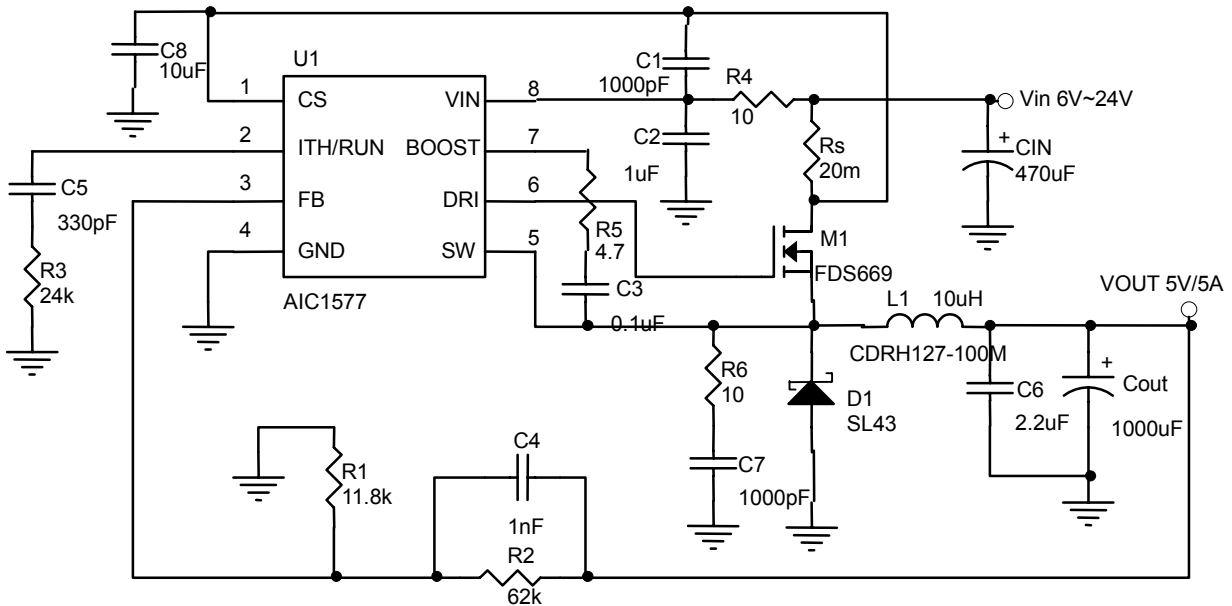 C8
10uF
U1
C1
1000pF
R4
10
Vin 6V~24V
1
CS
VIN
8
2
ITH/RUN
BOOST
7
C2
1uF
Rs
20m
+
CIN
470uF
3
FB
DRI
6
C5
330pF
4
GND
SW
5
R5
4.7
M1
FDS669
R3
24k
AIC1577
C3
0.1uF
L1
10uH
VOUT 5V/5A
CDRH127-100M
R6
10
D1
SL43
C6
2.2uF
+
Cout
1000uF
R1
11.8k
C4
1nF
C7
1000pF
R2
62k